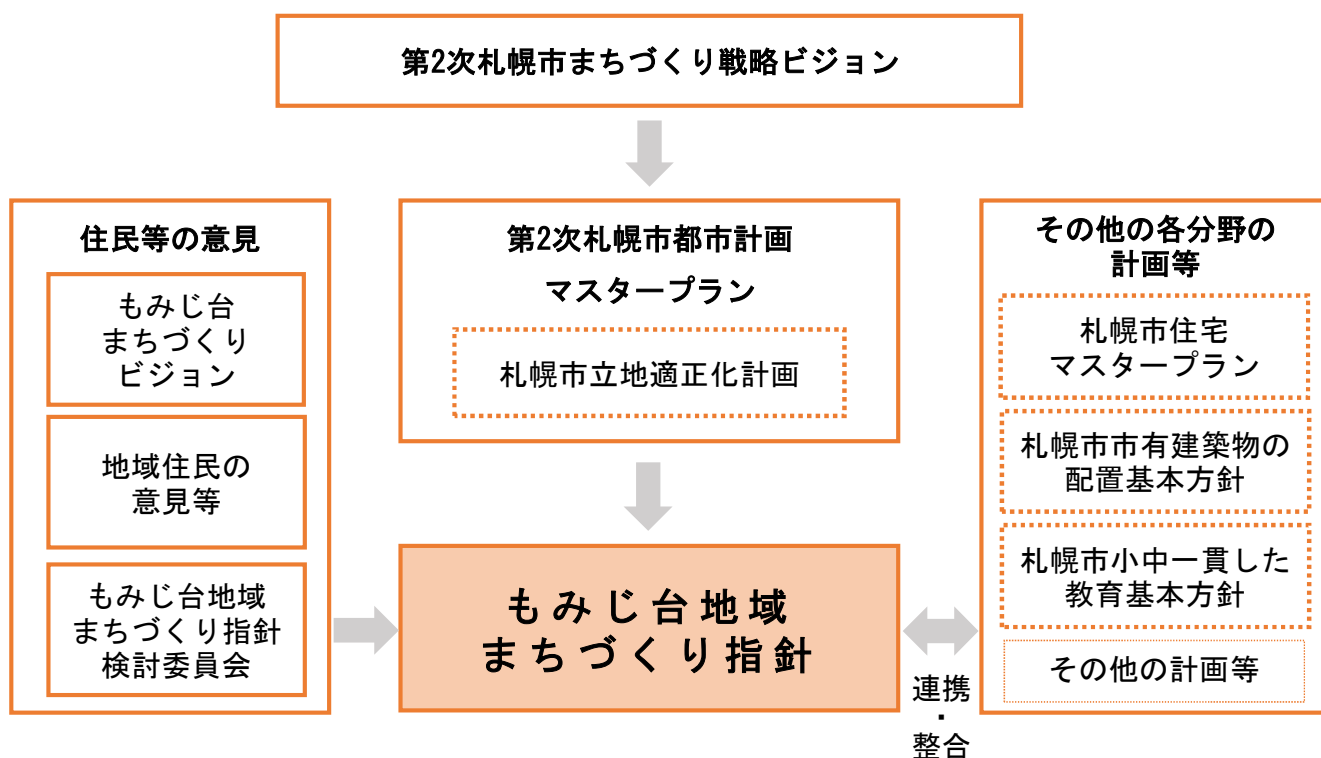 第2次札幌市まちづくり戦略ビジョン
住民等の意見
もみじ台
まちづくり
ビジョン
地域住民の
意見等
もみじ台地域
まちづくり指針
検討委員会
第2次札幌市都市計画
マスタープラン
札幌市立地適正化計画
もみじ台地域
まちづくり指針
連携
・
整合
その他の各分野の
計画等
札幌市住宅
マスタープラン
札幌市市有建築物の
配置基本方針
札幌市小中一貫した
教育基本方針
その他の計画等